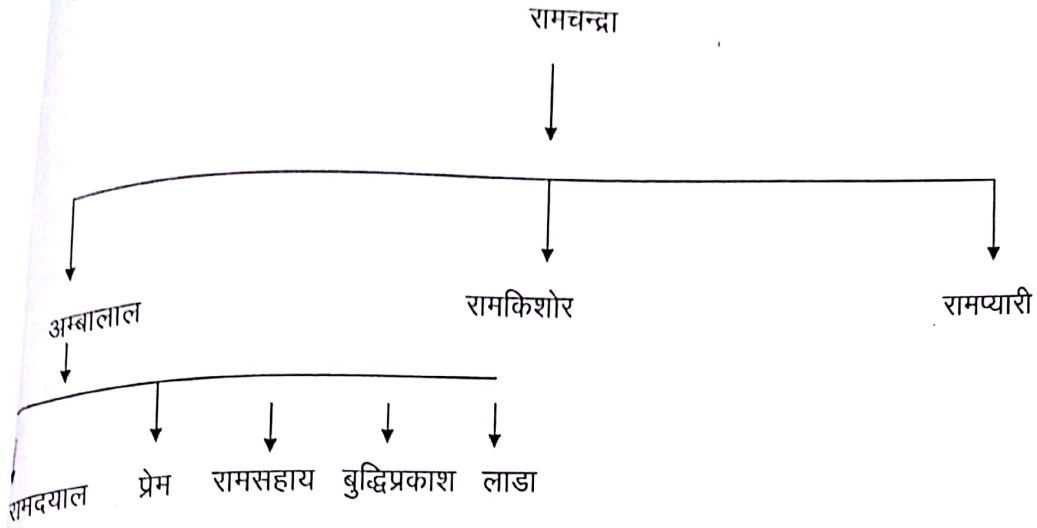 रामचन्द्रा
अम्बालाल रामकिशोर रामप्यारी
रामदयाल प्रेम रामसहाय बुद्धिप्रकाश लाडा